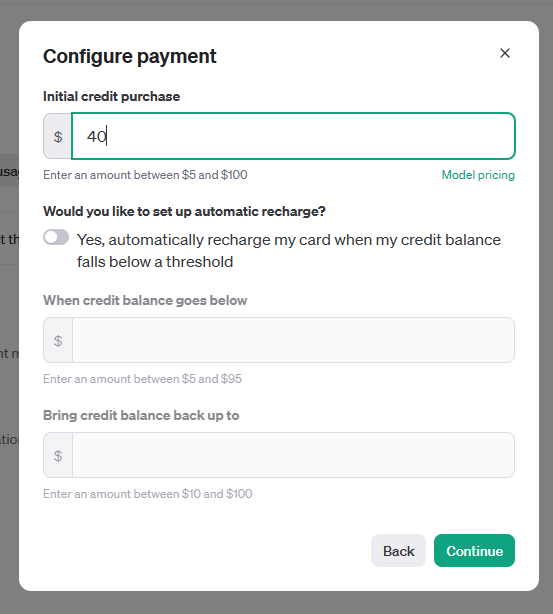 Configure payment
Initial credit purchase
$ 40
Enter an amount between $5 and $100 Model pricing
Would you like to set up automatic recharge?
Yes, automatically recharge my card when my credit balance
falls below a threshold
When credit balance goes below
$
Enter an amount between $5 and $95
Bring credit balance back up to
$
Enter an amount between $10 and $100
Back Continue